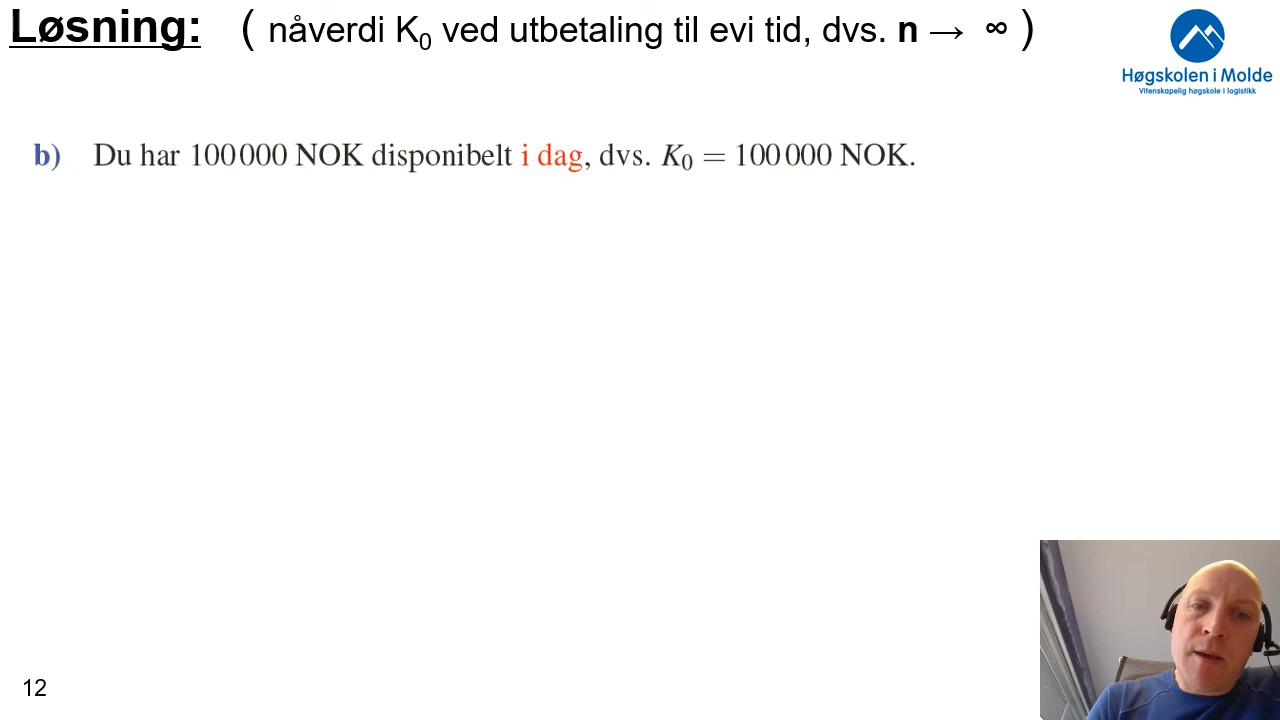 Løsning: ( nåverdi K₀ ved utbetaling til evi tid, dvs. n → ∞ )
Høgskolen i Molde
Vitenskapelig høgskole i logistikk
b) Du har 100 000 NOK disponibelt i dag, dvs. K₀ = 100 000 NOK.
12